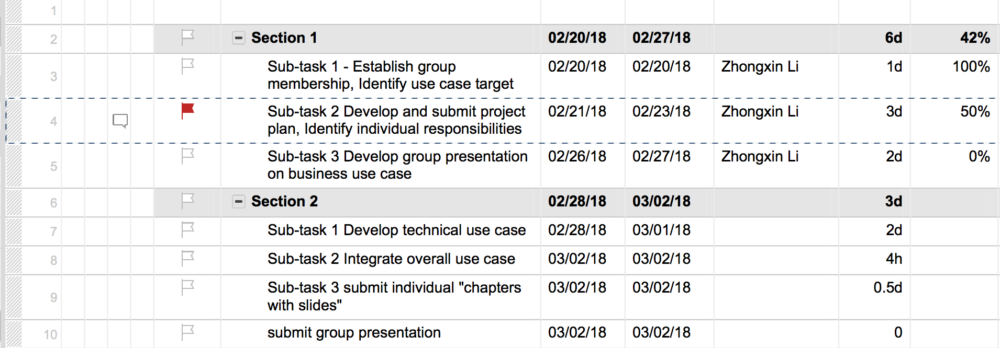 1
2 Section 1 02/20/18 02/27/18 6d 42%
3 Sub-task 1 - Establish group 02/20/18 02/20/18 Zhongxin Li 1d 100%
membership, Identify use case target
4 Sub-task 2 Develop and submit project 02/21/18 02/23/18 Zhongxin Li 3d 50%
plan, Identify individual responsibilities
5 Sub-task 3 Develop group presentation 02/26/18 02/27/18 Zhongxin Li 2d 0%
on business use case
6 Section 2 02/28/18 03/02/18 3d
7 Sub-task 1 Develop technical use case 02/28/18 03/01/18 2d
8 Sub-task 2 Integrate overall use case 03/02/18 03/02/18 4h
9 Sub-task 3 submit individual "chapters 03/02/18 03/02/18 0.5d
with slides"
10 submit group presentation 03/02/18 03/02/18 0